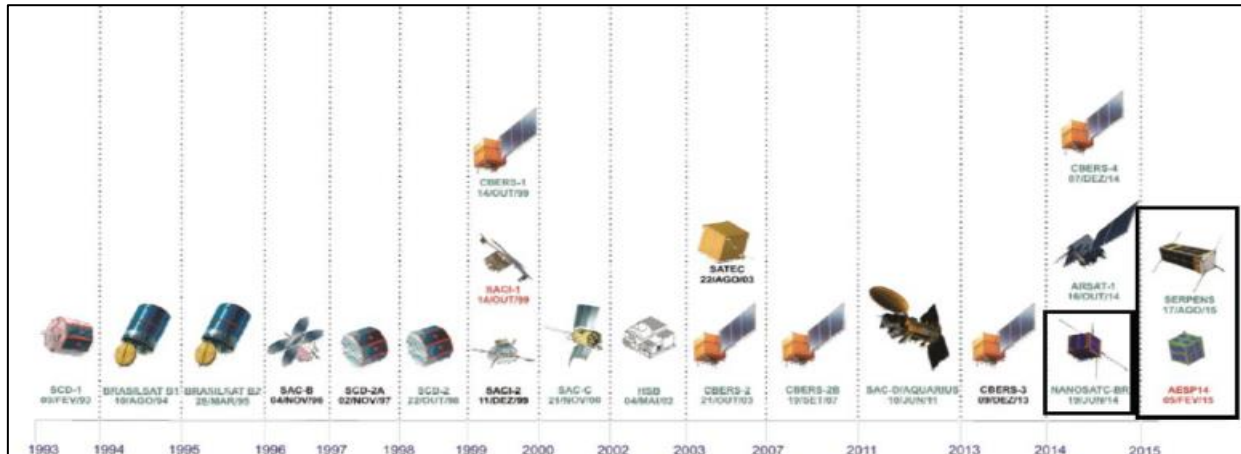 CBERS-1
14/OUT/99
CBERS-4
07/DEZ/14
SACI-1
14/OUT/99
SATEC
22/AGO/03
ARSAT-1
16/OUT/14
SERPENS
17/AGO/15
SCD-1
09/FEV/93
BRASILSAT B1
10/AGO/94
BRASILSAT B2
28/MAR/95
SAC-B
04/NOV/96
SCD-2A
02/NOV/97
SCD-2
22/OUT/98
SACI-2
11/DEZ/99
SAC-C
21/NOV/00
HSB
04/MAI/02
CBERS-2
21/OUT/03
CBERS-2B
19/SET/07
SAC-D/AQUARIUS
10/JUN/11
CBERS-3
09/DEZ/13
NANOSATC-BR
19/JUN/14
AESP14
05/FEV/15
1993 1994 1995 1996 1997 1998 1999 2000 2002 2003 2007 2011 2013 2014 2015